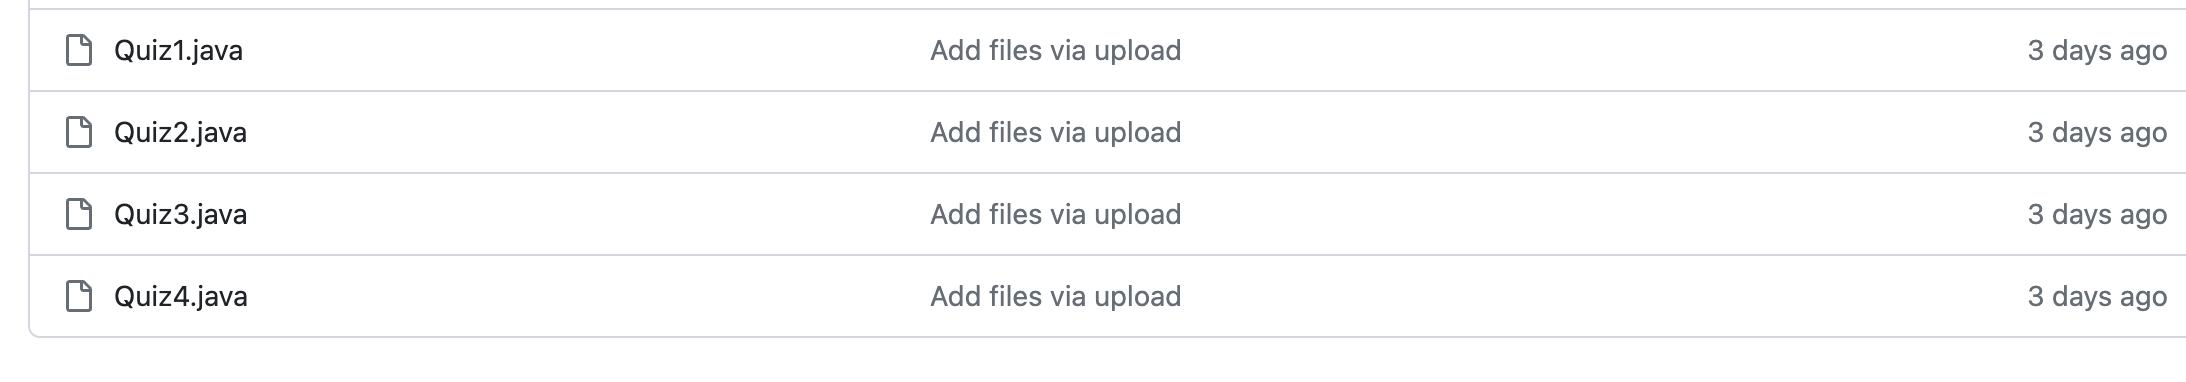 Quiz1.java Add files via upload 3 days ago
Quiz2.java Add files via upload 3 days ago
Quiz3.java Add files via upload 3 days ago
Quiz4.java Add files via upload 3 days ago